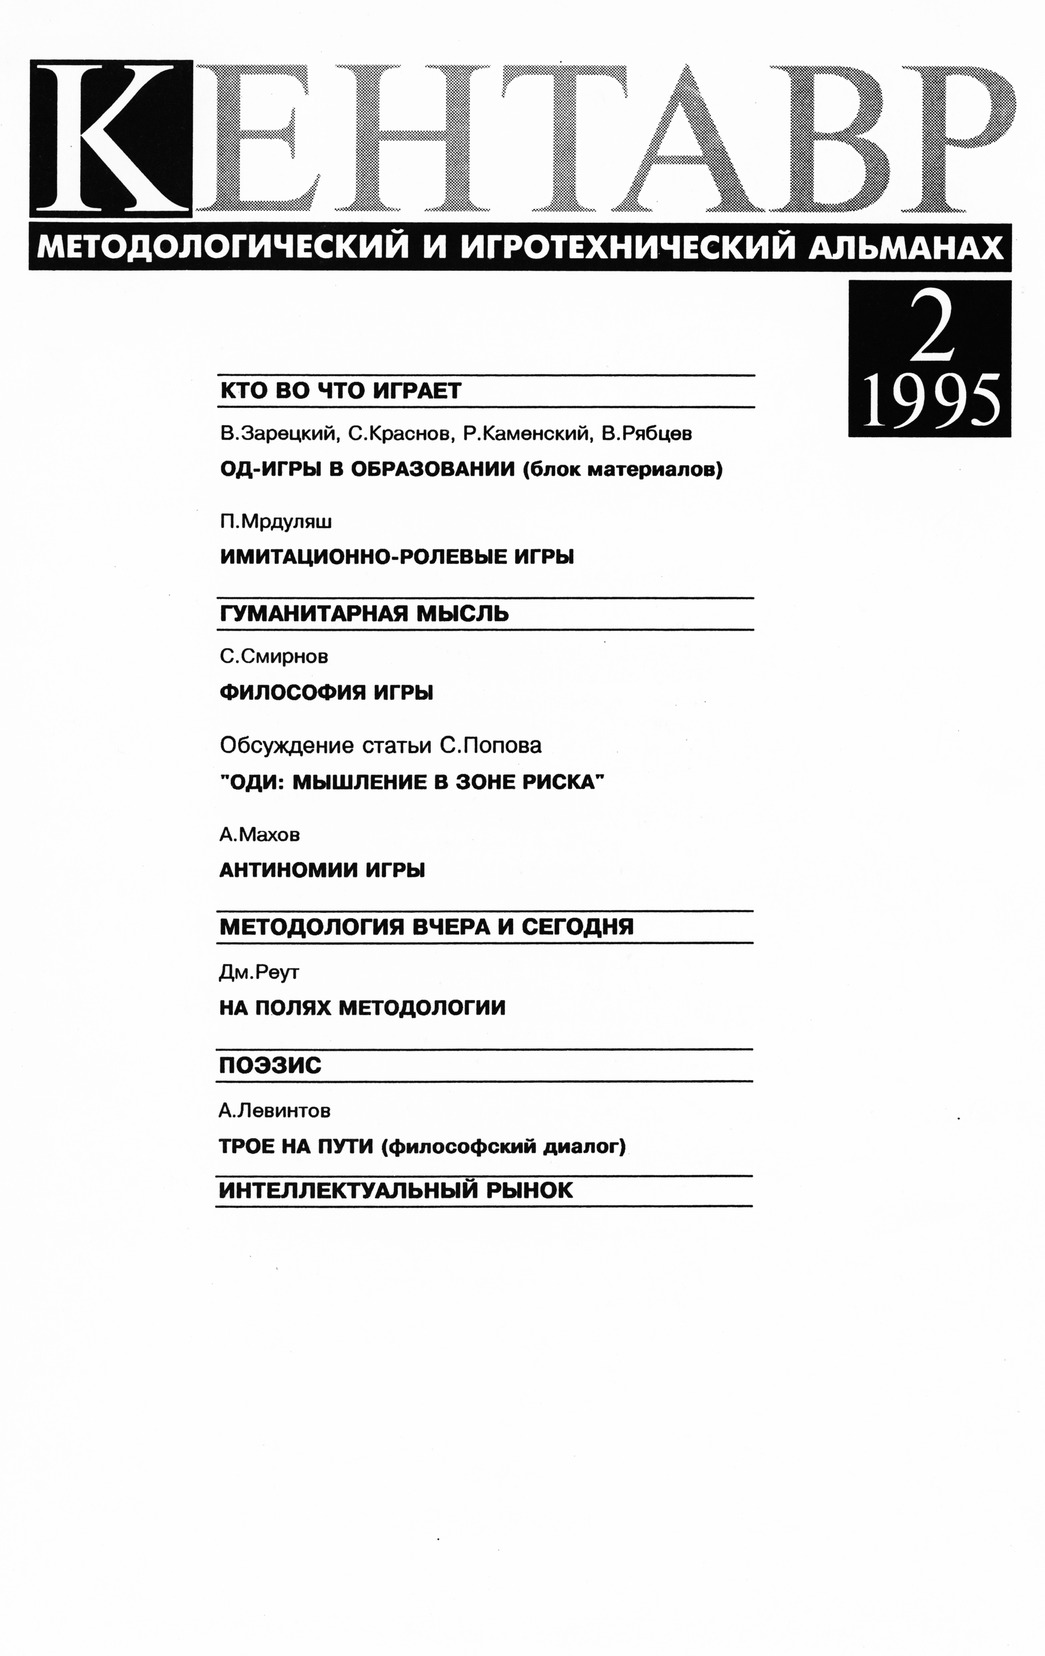 КЕНТАВР
МЕТОДОЛОГИЧЕСКИЙ И ИГРОТЕХНИЧЕСКИЙ АЛЬМАНАХ
2
1995
КТО ВО ЧТО ИГРАЕТ
В.Зарецкий, С.Краснов, Р.Каменский, В.Рябцев
ОД-ИГРЫ В ОБРАЗОВАНИИ (блок материалов)
П.Мрдуляш
ИМИТАЦИОННО-РОЛЕВЫЕ ИГРЫ
ГУМАНИТАРНАЯ МЫСЛЬ
С.Смирнов
ФИЛОСОФИЯ ИГРЫ
Обсуждение статьи С.Попова
"ОДИ: МЫШЛЕНИЕ В ЗОНЕ РИСКА"
А.Махов
АНТИНОМИИ ИГРЫ
МЕТОДОЛОГИЯ ВЧЕРА И СЕГОДНЯ
Дм.Реут
НА ПОЛЯХ МЕТОДОЛОГИИ
ПОЭЗИС
А.Левинтов
ТРОЕ НА ПУТИ (философский диалог)
ИНТЕЛЛЕКТУАЛЬНЫЙ РЫНОК